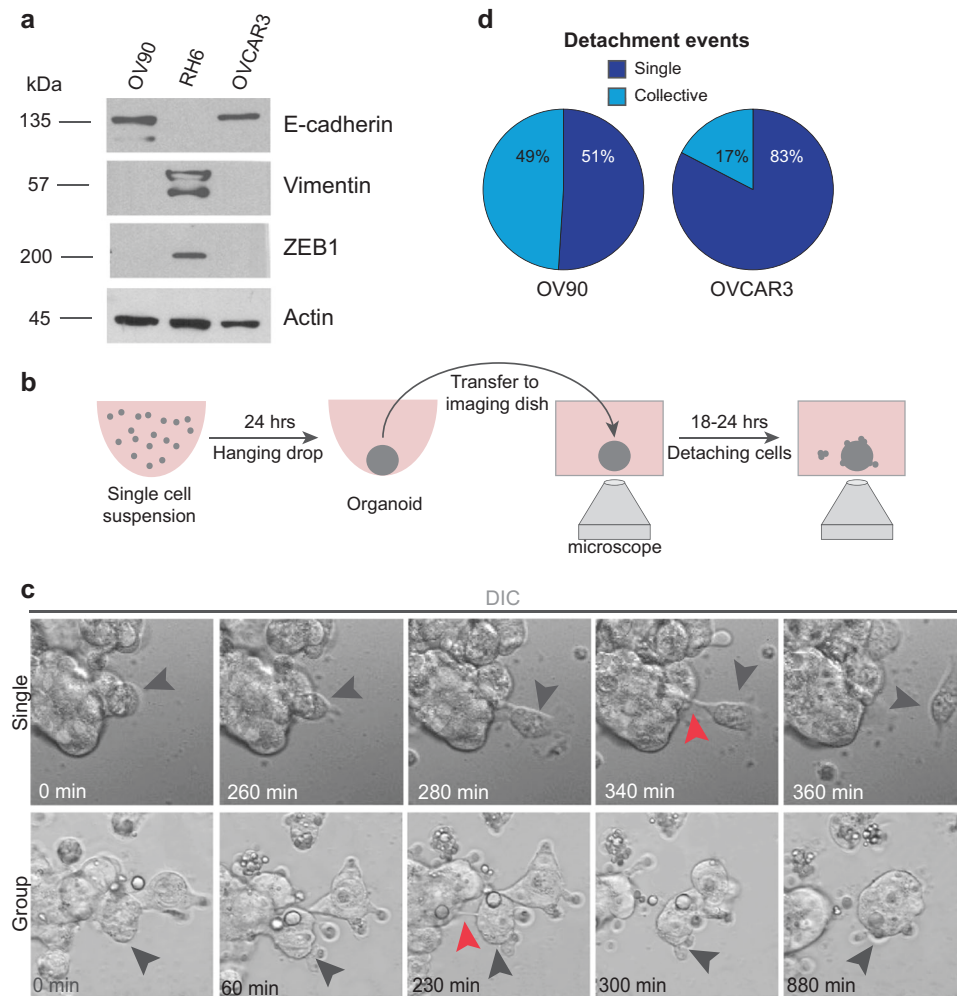 a
OV90 RH6 OVCAR3
kDa
135 E-cadherin
57 Vimentin
200 ZEB1
45 Actin
d
Detachment events
Single
Collective
49% 51%
17% 83%
OV90 OVCAR3
b
24 hrs
Hanging drop
Transfer to
imaging dish
18-24 hrs
Detaching cells
Single cell
suspension
Organoid
microscope
c
DIC
Single
0 min 260 min 280 min 340 min 360 min
Group
0 min 60 min 230 min 300 min 880 min